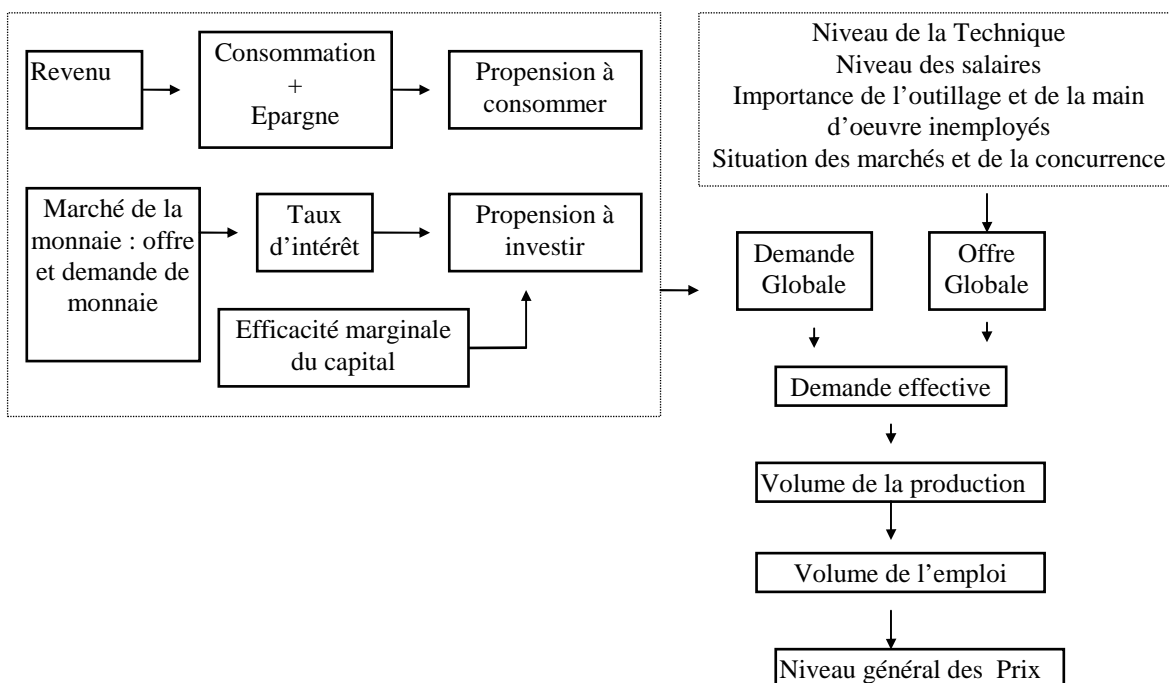 Revenu
Consommation
+
Epargne
Propension à
consommer
Marché de la
monnaie : offre
et demande de
monnaie
Taux
d’intérêt
Propension à
investir
Efficacité marginale
du capital
Niveau de la Technique
Niveau des salaires
Importance de l’outillage et de la main
d’oeuvre inemployés
Situation des marchés et de la concurrence
Demande
Globale
Offre
Globale
Demande effective
Volume de la production
Volume de l’emploi
Niveau général des Prix